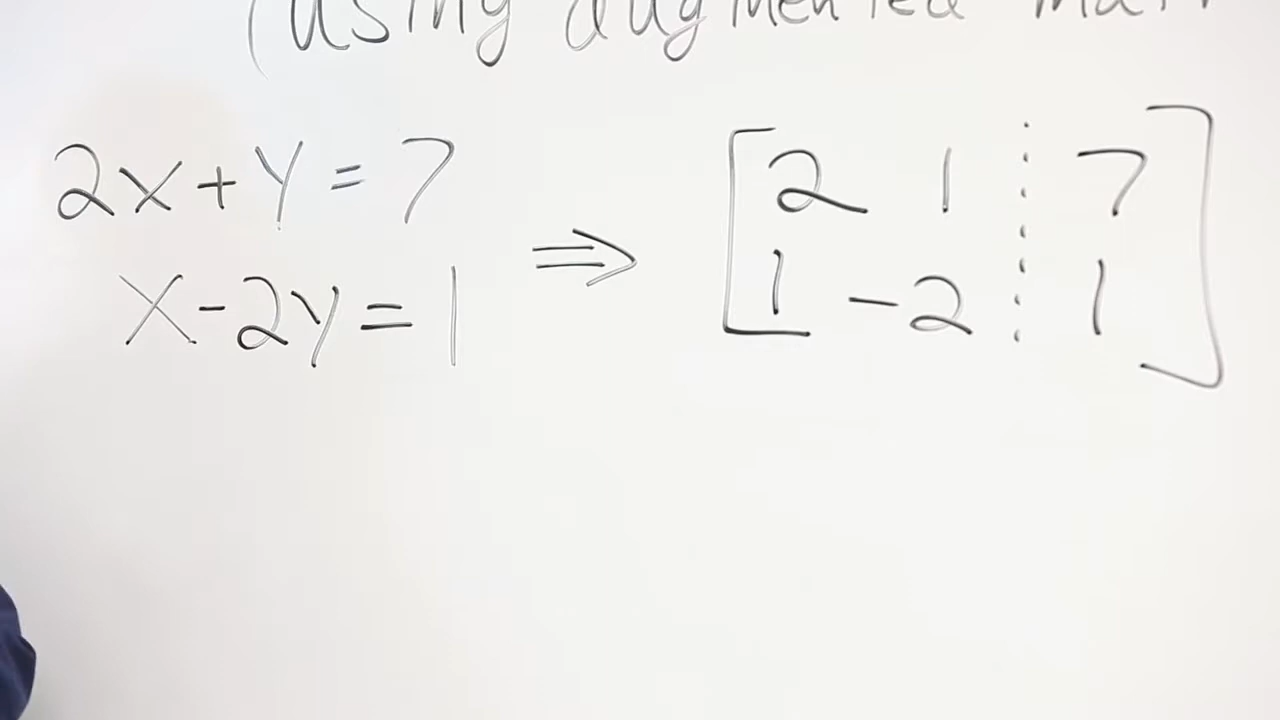 (using augmented
2x + y = 7 ⇒ [ 2 1 ⋮ 7 ]
x - 2y = 1 [ 1 -2 ⋮ 1 ]